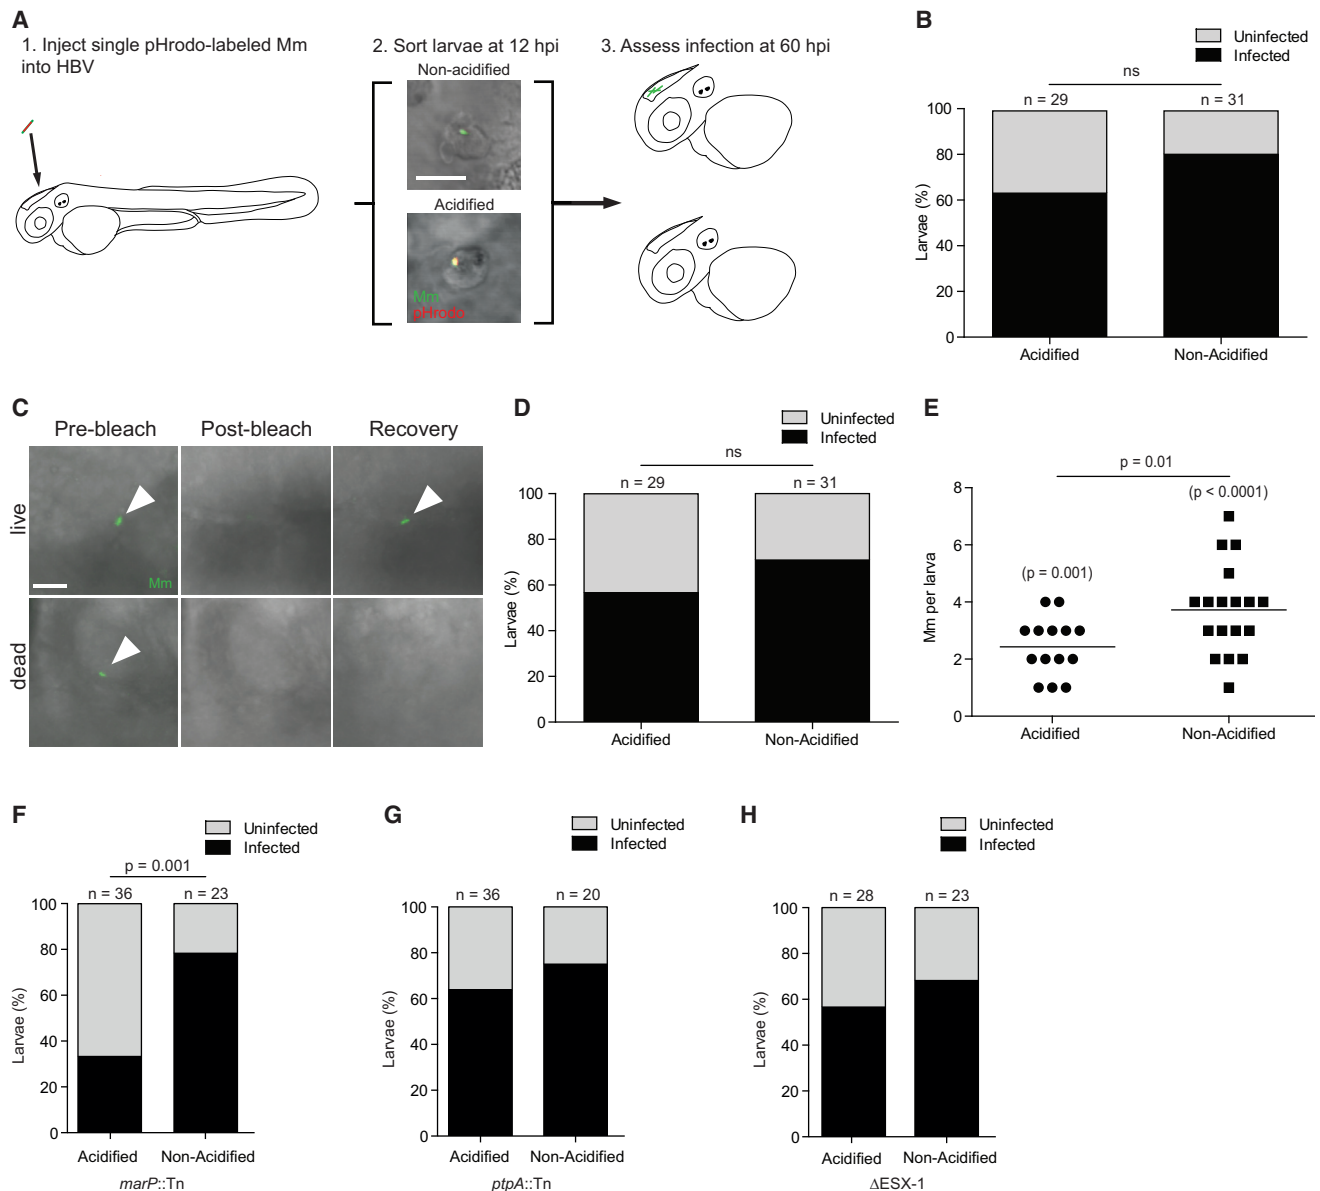 A
1. Inject single pHrodo-labeled Mm
into HBV
2. Sort larvae at 12 hpi
Non-acidified
Acidified
Mm
pHrodo
3. Assess infection at 60 hpi
B
Uninfected
Infected
ns
n = 29
n = 31
100
80
60
40
20
0
Larvae (%)
Acidified
Non-Acidified
C
Pre-bleach
Post-bleach
Recovery
live
Mm
dead
D
Uninfected
Infected
ns
n = 29
n = 31
100
80
60
40
20
0
Larvae (%)
Acidified
Non-Acidified
E
p = 0.01
(p < 0.0001)
(p = 0.001)
8
6
4
2
0
Mm per larva
Acidified
Non-Acidified
F
Uninfected
Infected
p = 0.001
n = 36
n = 23
100
80
60
40
20
0
Larvae (%)
Acidified
Non-Acidified
marP::Tn
G
Uninfected
Infected
n = 36
n = 20
100
80
60
40
20
0
Larvae (%)
Acidified
Non-Acidified
ptpA::Tn
H
Uninfected
Infected
n = 28
n = 23
100
80
60
40
20
0
Larvae (%)
Acidified
Non-Acidified
ΔESX-1